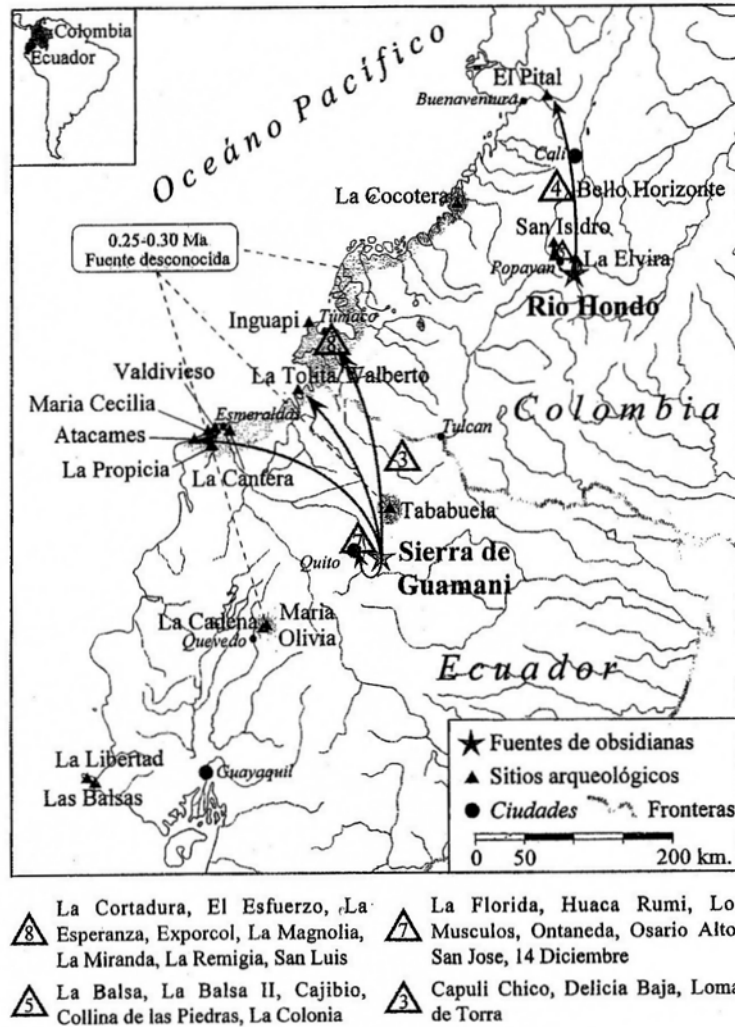 Colombia
Ecuador
Océano Pacífico
El Pital
Buenaventura
Cali
4
Bello Horizonte
La Cocotera
San Isidro
Popayan
La Elvira
Rio Hondo
0.25-0.30 Ma
Fuente desconocida
Inguapi
Tumaco
8
La Tolita/Valberto
Valdivieso
Maria Cecilia
Esmeraldas
Atacames
La Propicia
La Cantera
Colombia
Tulcan
3
Tababuela
7
Quito
Sierra de
Guamani
La Cadena
Maria
Olivia
Quevedo
Ecuador
La Libertad
Las Balsas
Guayaquil
Fuentes de obsidianas
Sitios arqueológicos
Ciudades
Fronteras
0 50 200 km.
8
La Cortadura, El Esfuerzo, La
Esperanza, Exporcol, La Magnolia,
La Miranda, La Remigia, San Luis
7
La Florida, Huaca Rumi, Lo
Musculos, Ontaneda, Osario Alto
San Jose, 14 Diciembre
5
La Balsa, La Balsa II, Cajibio,
Collina de las Piedras, La Colonia
3
Capuli Chico, Delicia Baja, Loma
de Torra